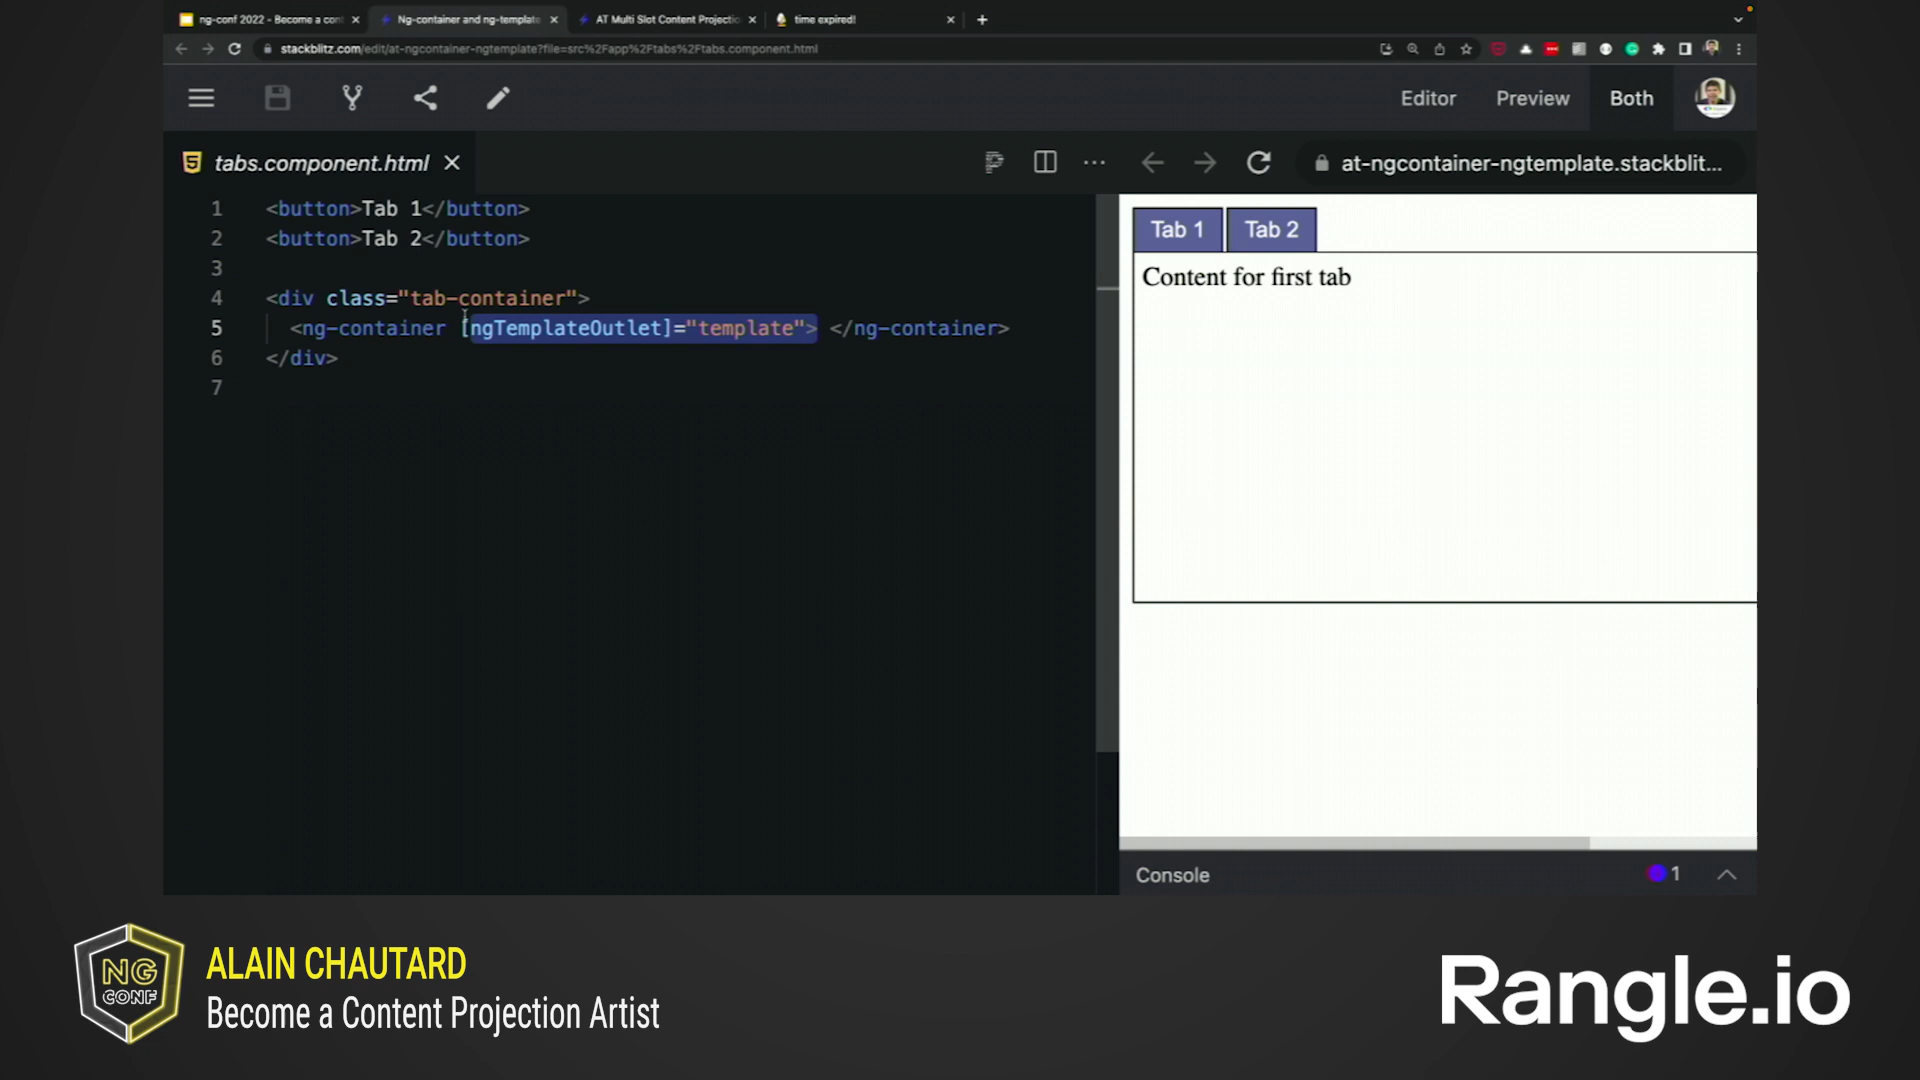 ng-conf 2022 - Become a cont
Ng-container and ng-template
AT Multi Slot Content Projectio
time expired!
stackblitz.com/edit/at-ngcontainer-ngtemplate?file=src%2Fapp%2Ftabs%2Ftabs.component.html
Editor
Preview
Both
tabs.component.html
at-ngcontainer-ngtemplate.stackblit...
1 <button>Tab 1</button>
2 <button>Tab 2</button>
3
4 <div class="tab-container">
5 <ng-container [ngTemplateOutlet]="template"> </ng-container>
6 </div>
7
Tab 1
Tab 2
Content for first tab
Console
1
NG
CONF
ALAIN CHAUTARD
Become a Content Projection Artist
Rangle.io